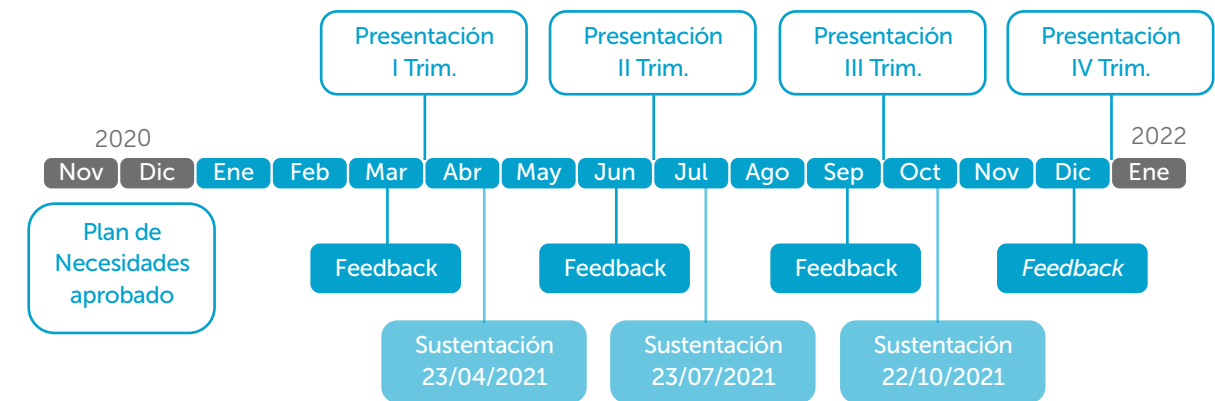 Presentación
I Trim.
Presentación
II Trim.
Presentación
III Trim.
Presentación
IV Trim.
2020
2022
Nov Dic Ene Feb Mar Abr May Jun Jul Ago Sep Oct Nov Dic Ene
Plan de
Necesidades
aprobado
Feedback
Feedback
Feedback
Feedback
Sustentación
23/04/2021
Sustentación
23/07/2021
Sustentación
22/10/2021